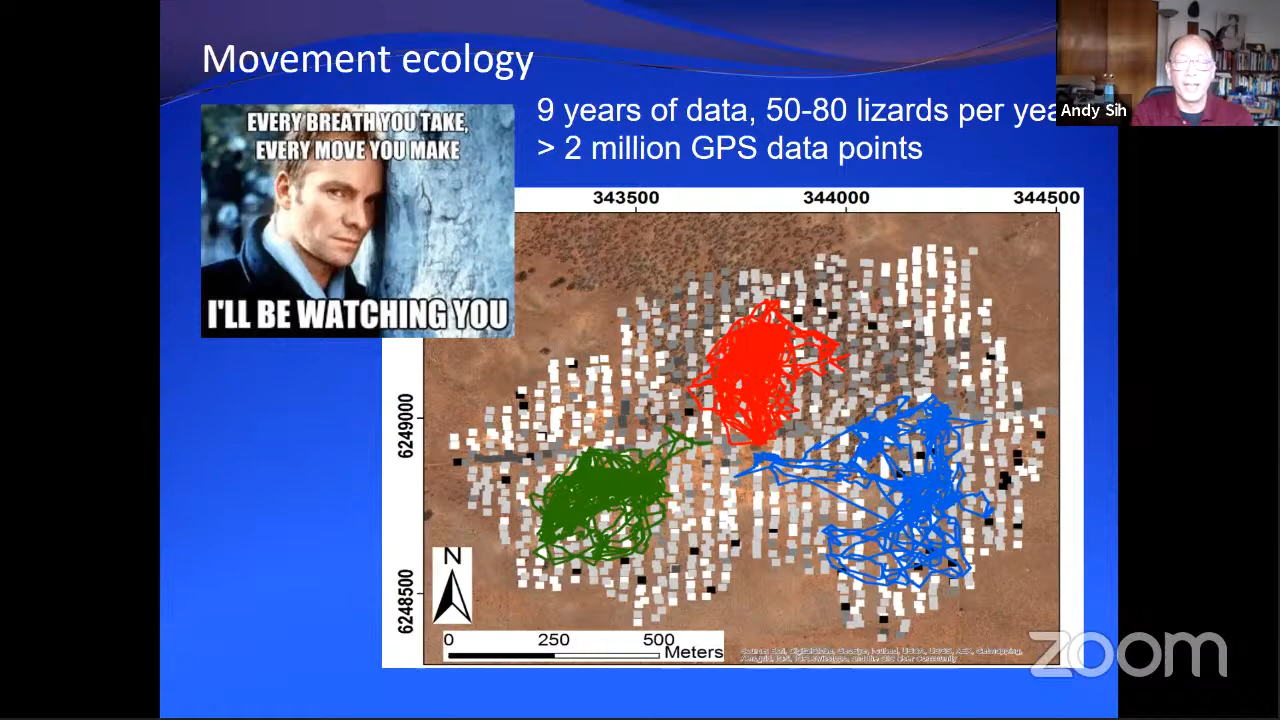 Movement ecology
EVERY BREATH YOU TAKE,
EVERY MOVE YOU MAKE
I'LL BE WATCHING YOU
9 years of data, 50-80 lizards per yea
> 2 million GPS data points
Andy Sih
343500 344000 344500
6249000
6248500
N
0 250 500
Meters
zoom